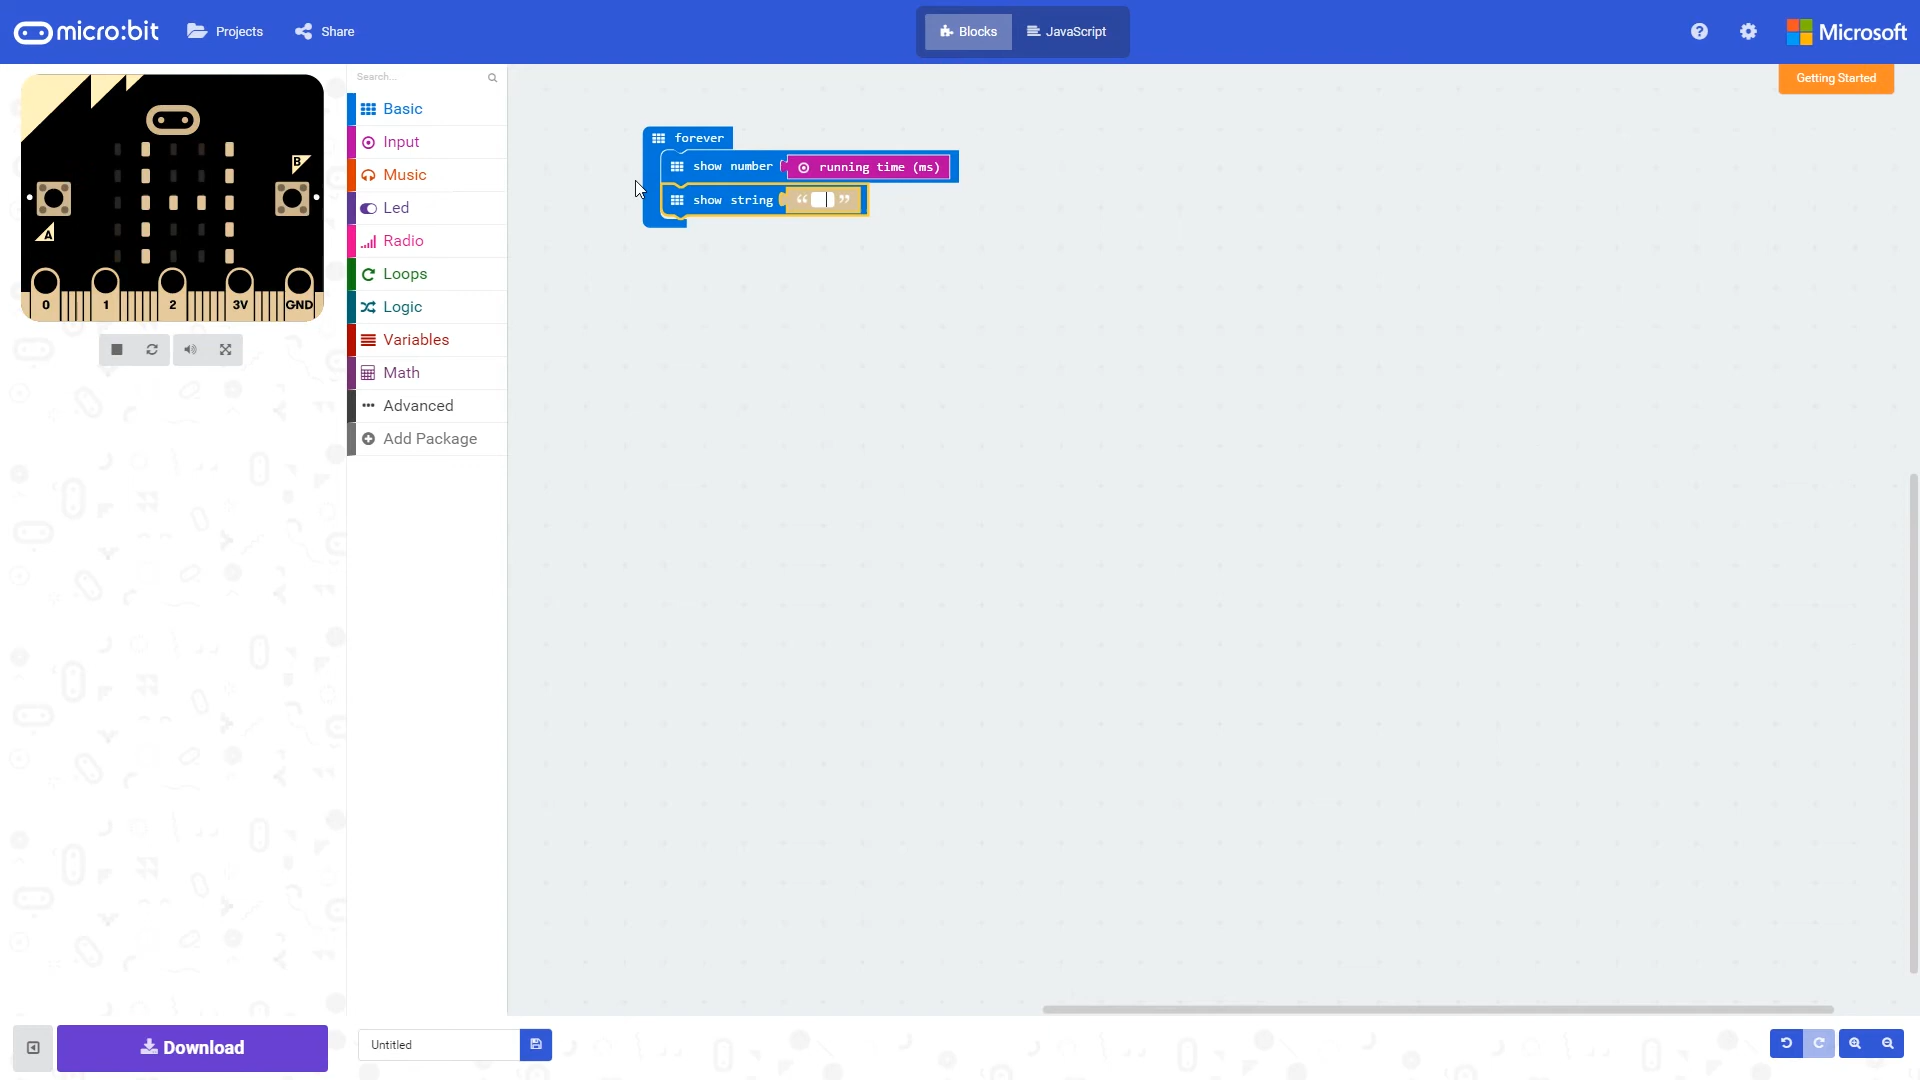 micro:bit
Projects
Share
Blocks
JavaScript
Microsoft
Getting Started
Search...
Basic
Input
Music
Led
Radio
Loops
Logic
Variables
Math
Advanced
Add Package
forever
show number running time (ms)
show string “ ”
B
A
0 1 2 3V GND
Download
Untitled